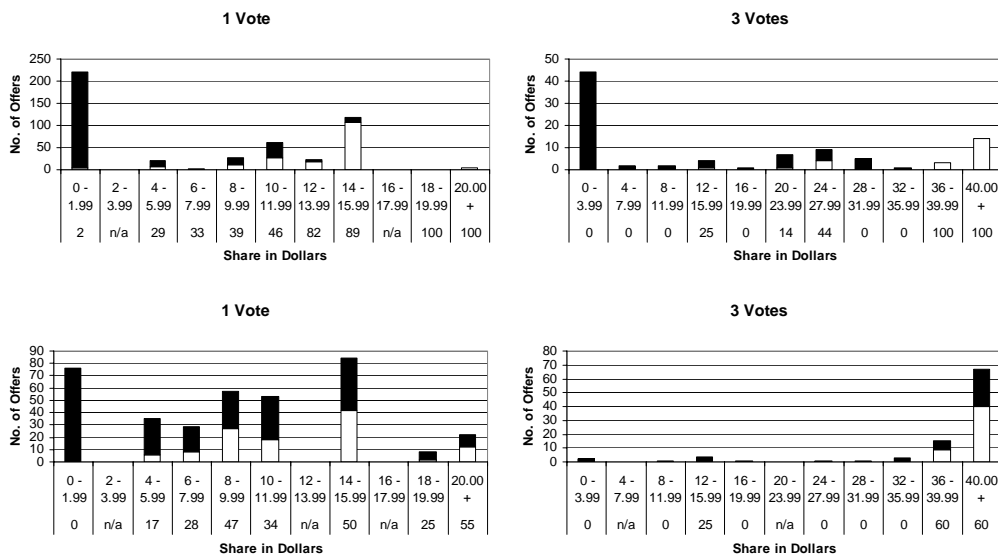 1 Vote
No. of Offers
250
200
150
100
50
0
0 - 2 - 4 - 6 - 8 - 10 - 12 - 14 - 16 - 18 - 20.00
1.99 3.99 5.99 7.99 9.99 11.99 13.99 15.99 17.99 19.99 +
2 n/a 29 33 39 46 82 89 n/a 100 100
Share in Dollars
3 Votes
No. of Offers
50
40
30
20
10
0
0 - 4 - 8 - 12 - 16 - 20 - 24 - 28 - 32 - 36 - 40.00
3.99 7.99 11.99 15.99 19.99 23.99 27.99 31.99 35.99 39.99 +
0 0 0 25 0 14 44 0 0 100 100
Share in Dollars
1 Vote
No. of Offers
90
80
70
60
50
40
30
20
10
0
0 - 2 - 4 - 6 - 8 - 10 - 12 - 14 - 16 - 18 - 20.00
1.99 3.99 5.99 7.99 9.99 11.99 13.99 15.99 17.99 19.99 +
0 n/a 17 28 47 34 n/a 50 n/a 25 55
Share in Dollars
3 Votes
No. of Offers
80
70
60
50
40
30
20
10
0
0 - 4 - 8 - 12 - 16 - 20 - 24 - 28 - 32 - 36 - 40.00
3.99 7.99 11.99 15.99 19.99 23.99 27.99 31.99 35.99 39.99 +
0 n/a 0 25 0 n/a 0 0 0 60 60
Share in Dollars